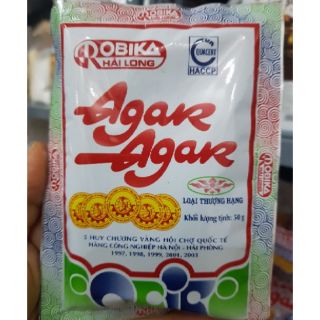 ROBIKA
HẢI LONG
QUACERT
HACCP
Agar
Agar
LOẠI THƯỢNG HẠNG
Khối lượng tịnh: 50 g
5 HUY CHƯƠNG VÀNG HỘI CHỢ QUỐC TẾ
HÀNG CÔNG NGHIỆP HÀ NỘI - HẢI PHÒNG
1997, 1998, 1999, 2001, 2003